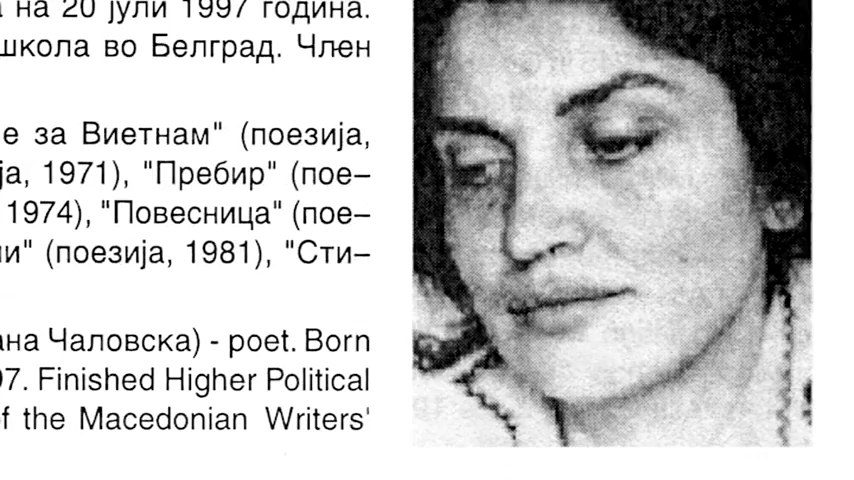 на 20 јули 1997 година.
школа во Белград. Член
е за Виетнам" (поезија,
ја, 1971), "Пребир" (пое–
1974), "Повесница" (пое–
и" (поезија, 1981), "Сти–
ана Чаловска) - poet. Born
97. Finished Higher Political
of the Macedonian Writers'